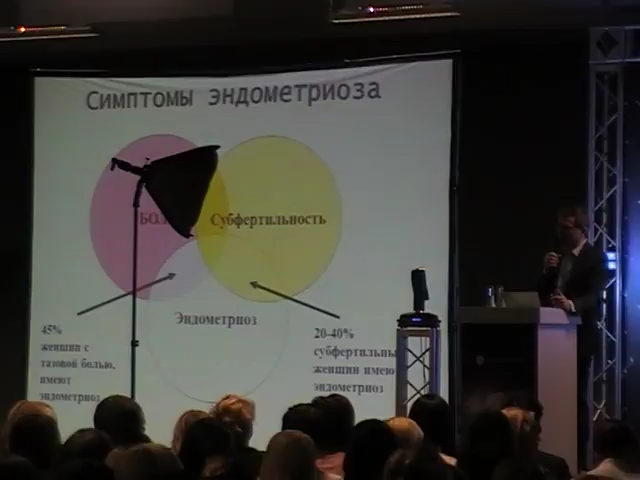 Симптомы эндометриоза
Субфертильность
Эндометриоз
45%
женщин с
тазовой болью,
имеют
эндометриоз
20-40%
субфертильны
женщин имею
эндометриоз